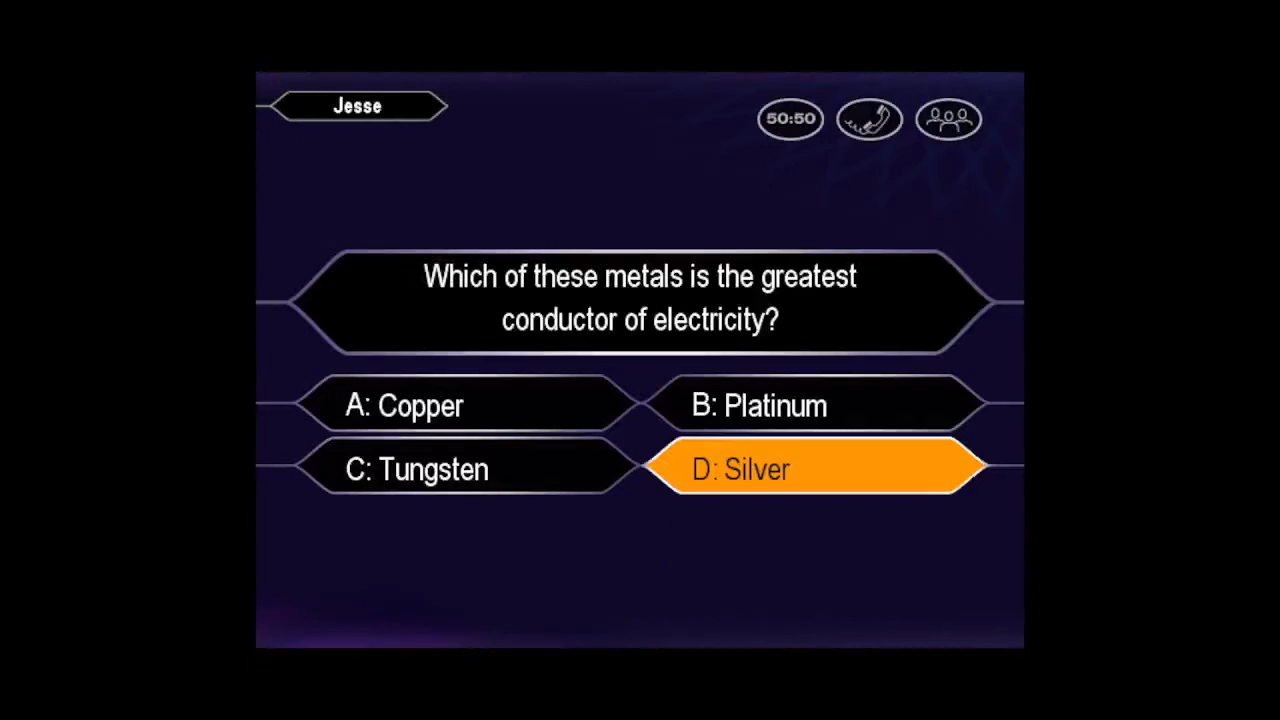 Jesse
50:50
Which of these metals is the greatest
conductor of electricity?
A: Copper
B: Platinum
C: Tungsten
D: Silver